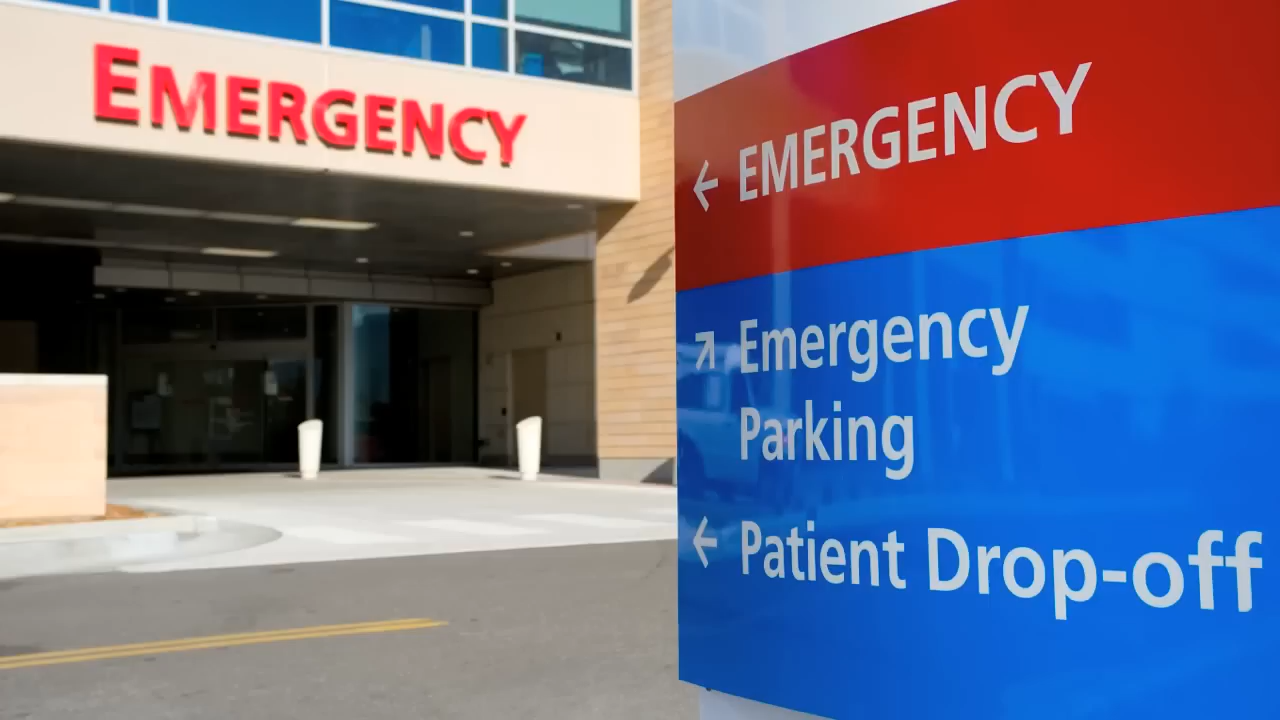 EMERGENCY
← EMERGENCY
↗ Emergency
Parking
← Patient Drop-off